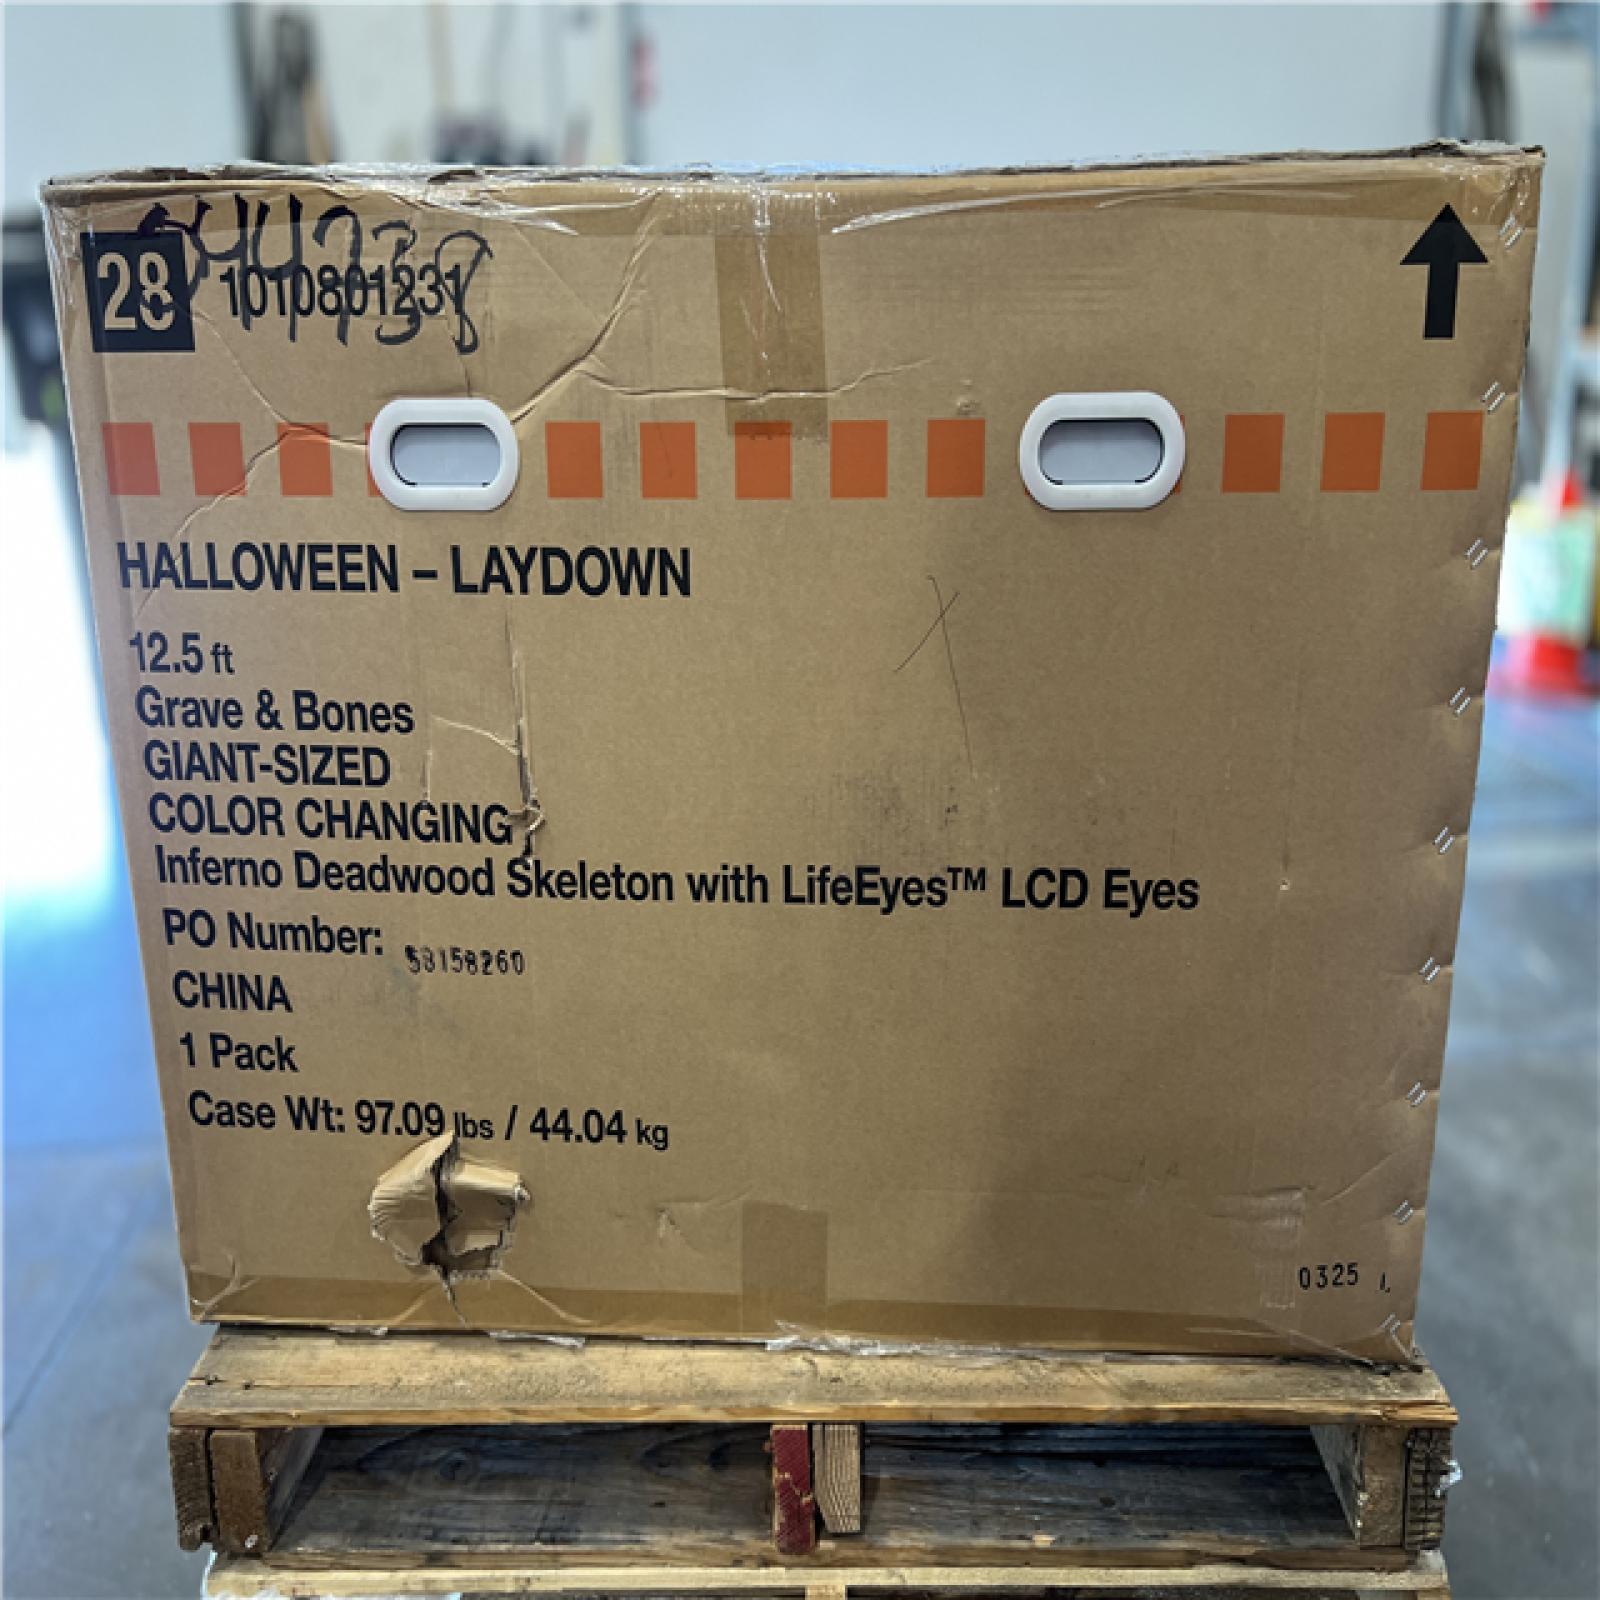 28 1010801231
HALLOWEEN – LAYDOWN
12.5 ft
Grave & Bones
GIANT-SIZED
COLOR CHANGING
Inferno Deadwood Skeleton with LifeEyes™ LCD Eyes
PO Number: 58158260
CHINA
1 Pack
Case Wt: 97.09 lbs / 44.04 kg
0325